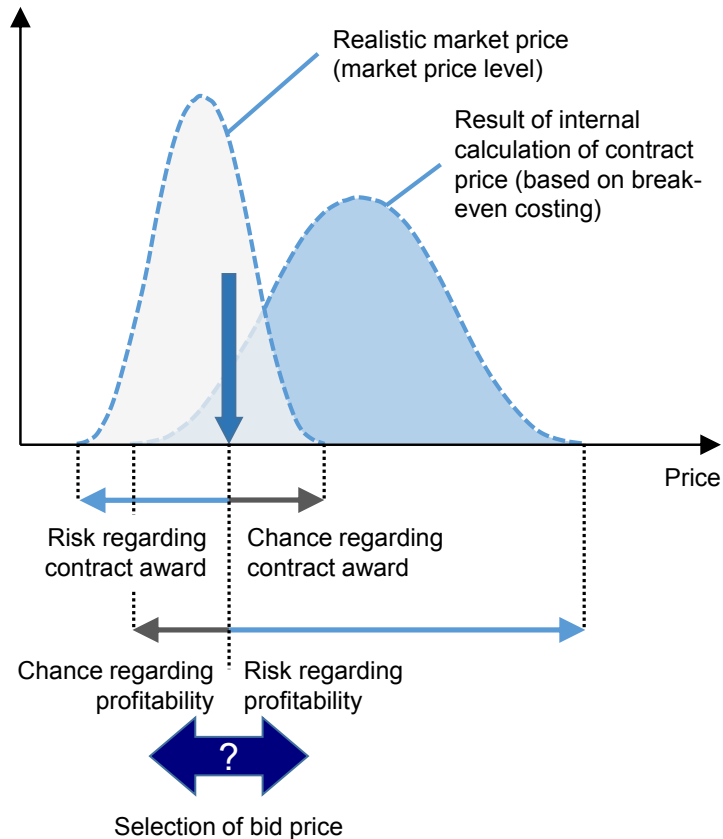 Realistic market price
(market price level)
Result of internal
calculation of contract
price (based on break-
even costing)
Price
Risk regarding
contract award
Chance regarding
contract award
Chance regarding
profitability
Risk regarding
profitability
?
Selection of bid price